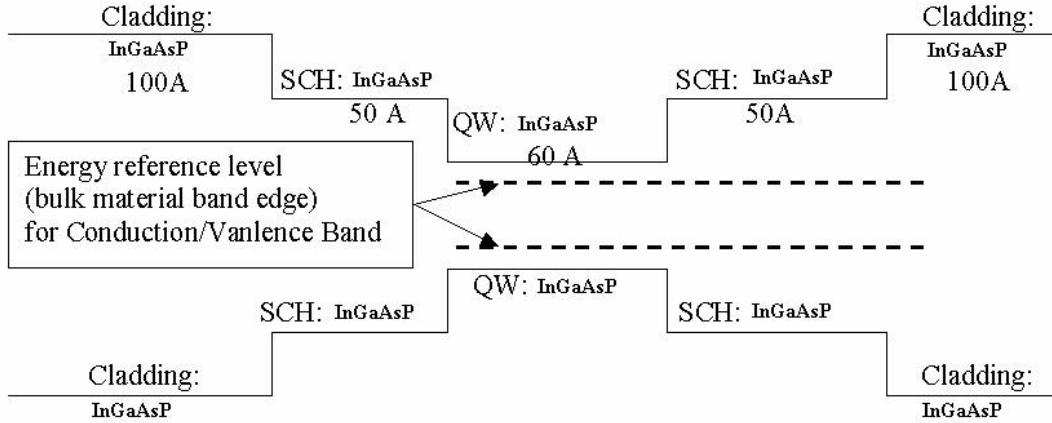 Cladding:
InGaAsP
100A
SCH: InGaAsP
50 A
QW: InGaAsP
60 A
SCH: InGaAsP
50A
Cladding:
InGaAsP
100A
Energy reference level
(bulk material band edge)
for Conduction/Vanlence Band
QW: InGaAsP
SCH: InGaAsP
SCH: InGaAsP
Cladding:
InGaAsP
Cladding:
InGaAsP